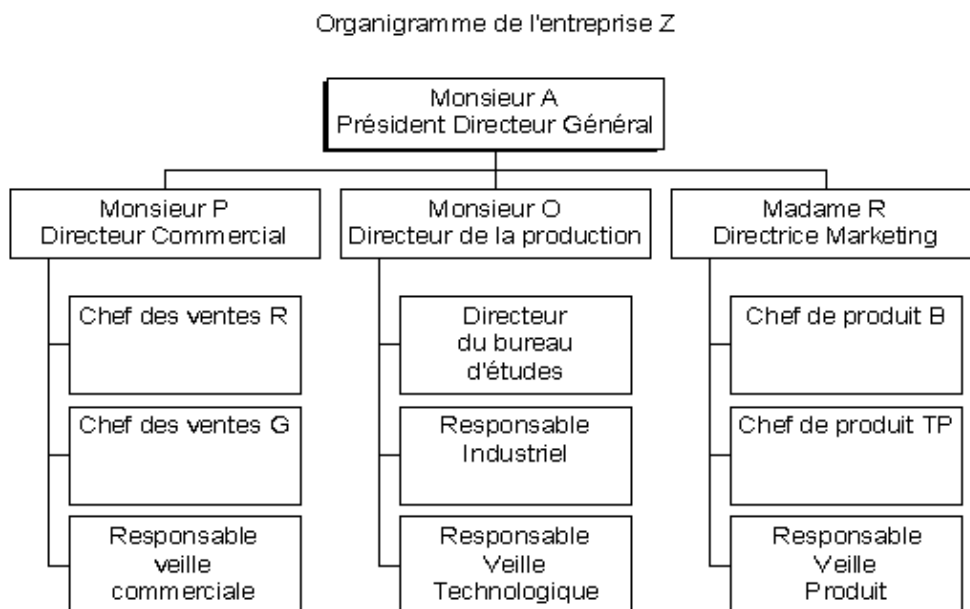 Organigramme de l'entreprise Z
Monsieur A
Président Directeur Général
Monsieur P
Directeur Commercial
Monsieur O
Directeur de la production
Madame R
Directrice Marketing
Chef des ventes R
Directeur
du bureau
d'études
Chef de produit B
Chef des ventes G
Responsable
Industriel
Chef de produit TP
Responsable
veille
commerciale
Responsable
Veille
Technologique
Responsable
Veille
Produit